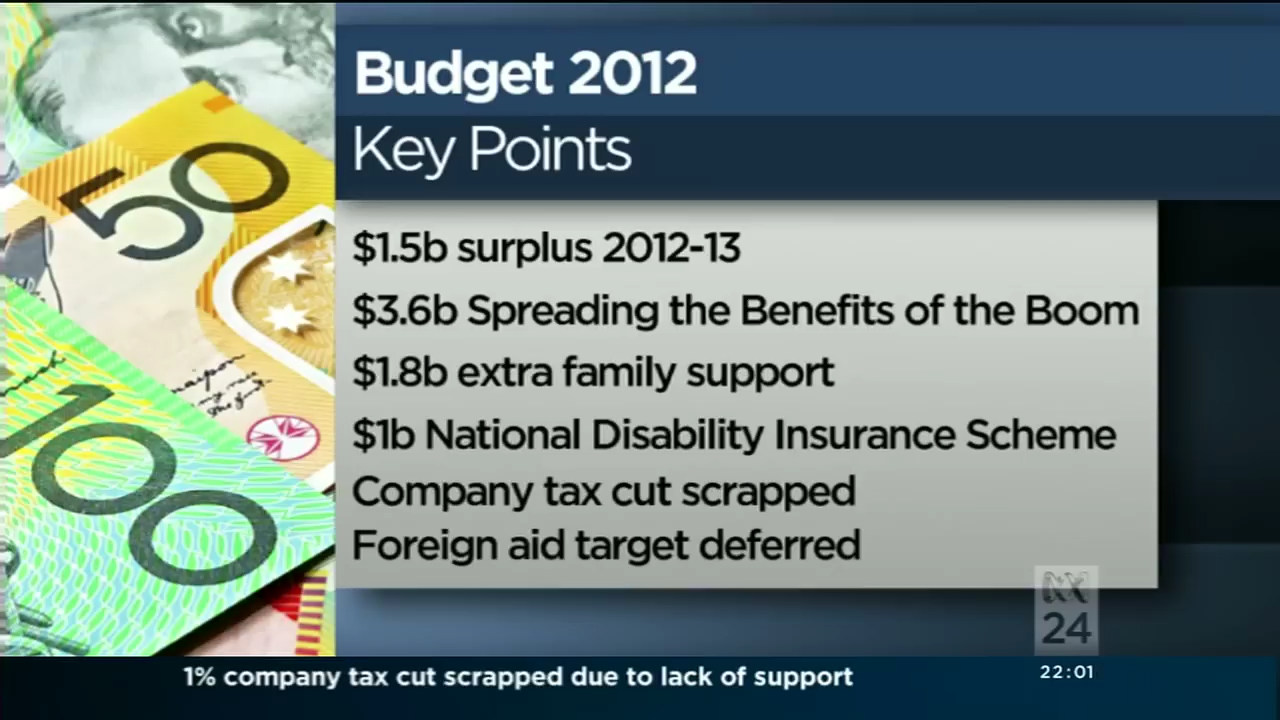 Budget 2012
Key Points
50
$1.5b surplus 2012-13
$3.6b Spreading the Benefits of the Boom
$1.8b extra family support
$1b National Disability Insurance Scheme
100
Company tax cut scrapped
Foreign aid target deferred
24
1% company tax cut scrapped due to lack of support
22:01